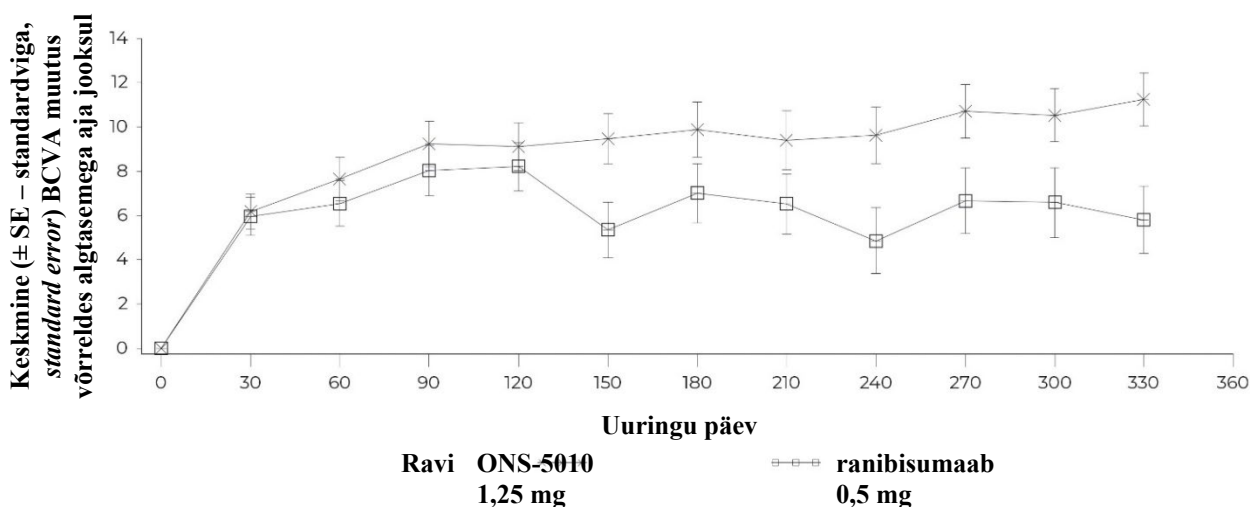 Keskmine (± SE – standardviga,
standard error) BCVA muutus
võrreldes algtasemega aja jooksul
14
12
10
8
6
4
2
0
0 30 60 90 120 150 180 210 240 270 300 330 360
Uuringu päev
Ravi ONS-5010 ranibisumaab
1,25 mg 0,5 mg